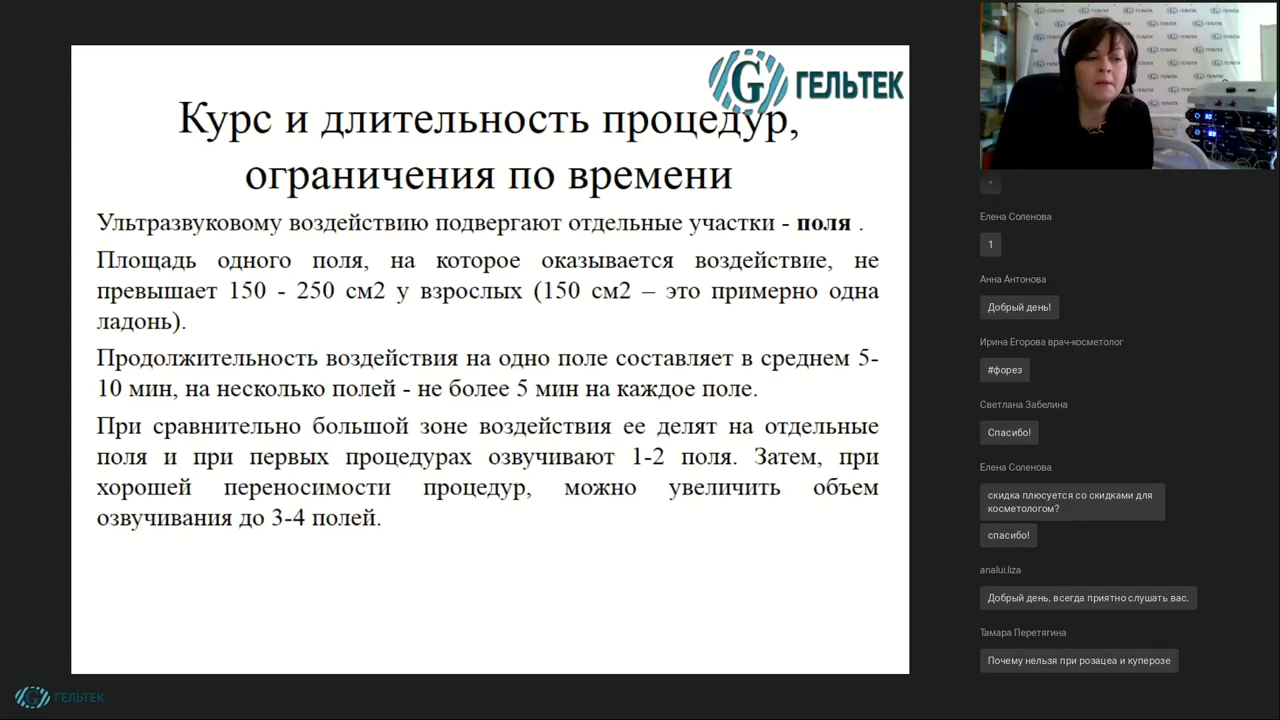 ГЕЛЬТЕК
Курс и длительность процедур,
ограничения по времени
Ультразвуковому воздействию подвергают отдельные участки - поля .
Площадь одного поля, на которое оказывается воздействие, не
превышает 150 - 250 см2 у взрослых (150 см2 – это примерно одна
ладонь).
Продолжительность воздействия на одно поле составляет в среднем 5-
10 мин, на несколько полей - не более 5 мин на каждое поле.
При сравнительно большой зоне воздействия ее делят на отдельные
поля и при первых процедурах озвучивают 1-2 поля. Затем, при
хорошей переносимости процедур, можно увеличить объем
озвучивания до 3-4 полей.
ГЕЛЬТЕК
+
Елена Соленова
1
Анна Антонова
Добрый день!
Ирина Егорова врач-косметолог
#форез
Светлана Забелина
Спасибо!
Елена Соленова
скидка плюсуется со скидками для
косметологом?
спасибо!
analui.liza
Добрый день, всегда приятно слушать вас.
Тамара Перетягина
Почему нельзя при розацеа и куперозе